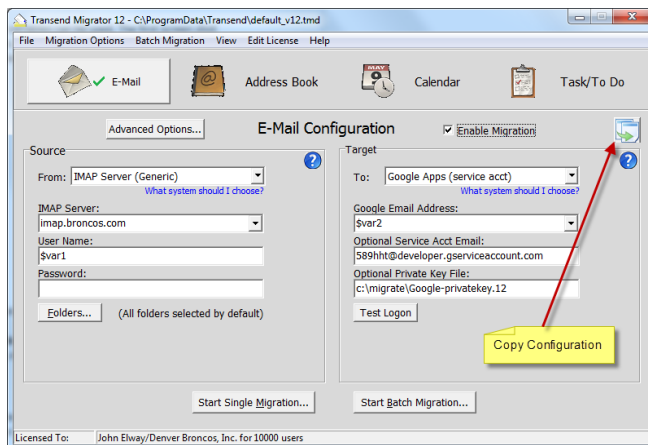 Transend Migrator 12 - C:\ProgramData\Transend\default_v12.tmd
File Migration Options Batch Migration View Edit License Help
E-Mail
Address Book
MAY
Calendar
Task/To Do
Advanced Options...
E-Mail Configuration
Enable Migration
Source
From: IMAP Server (Generic)
What system should I choose?
IMAP Server:
imap.broncos.com
User Name:
$var1
Password:
Folders... (All folders selected by default)
Target
To: Google Apps (service acct)
What system should I choose?
Google Email Address:
$var2
Optional Service Acct Email:
589hht@developer.gserviceaccount.com
Optional Private Key File:
c:\migrate\Google-privatekey.12
Test Logon
Copy Configuration
Start Single Migration...
Start Batch Migration...
Licensed To: John Elway/Denver Broncos, Inc. for 10000 users